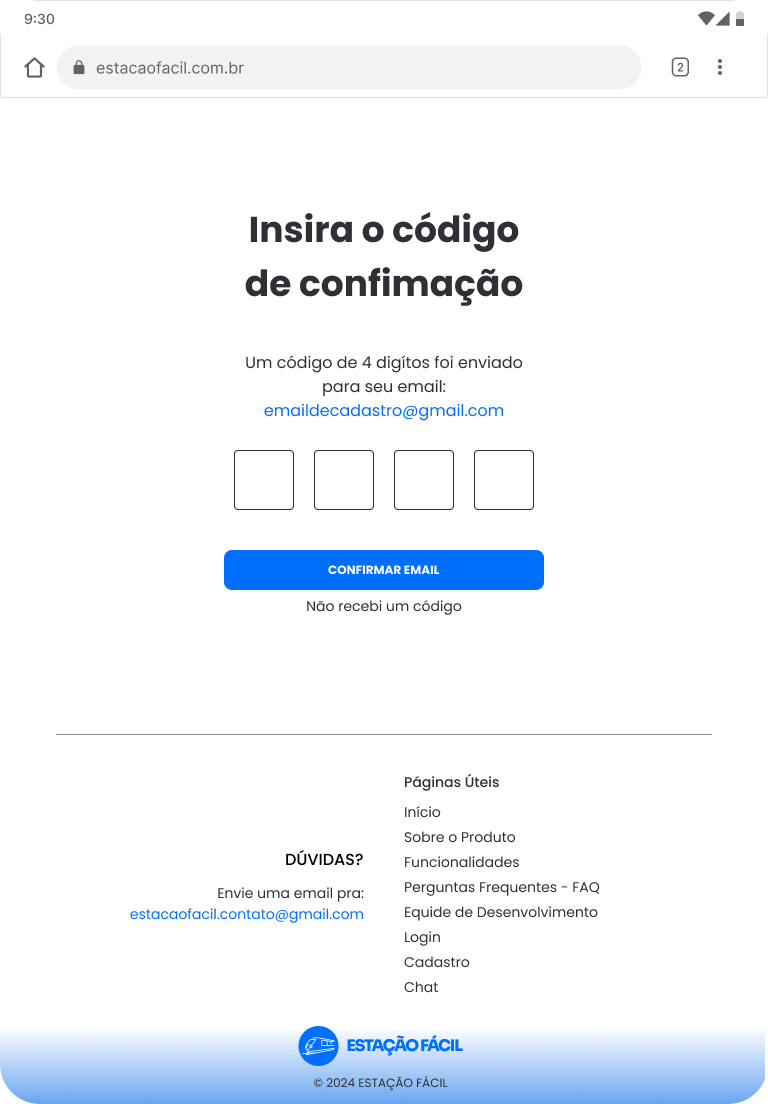 9:30
estacaofacil.com.br
2
Insira o código
de confimação
Um código de 4 digítos foi enviado
para seu email:
emaildecadastro@gmail.com
CONFIRMAR EMAIL
Não recebi um código
DÚVIDAS?
Envie uma email pra:
estacaofacil.contato@gmail.com
Páginas Úteis
Início
Sobre o Produto
Funcionalidades
Perguntas Frequentes - FAQ
Equide de Desenvolvimento
Login
Cadastro
Chat
ESTAÇÃO FÁCIL
© 2024 ESTAÇÃO FÁCIL